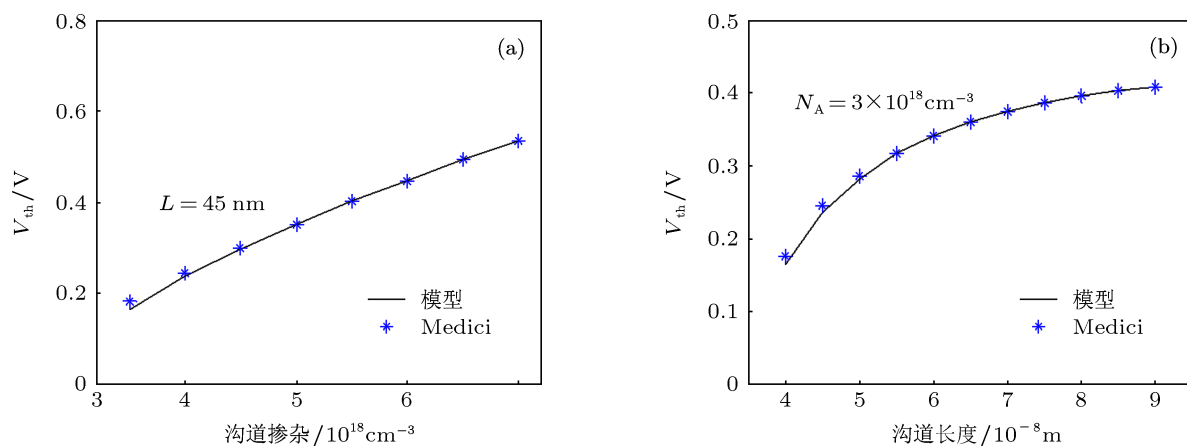 0.8
(a)
0.6
V_th/V
L = 45 nm
0.4
0.2
模型
Medici
0
3 4 5 6
沟道掺杂/10^18cm^-3
0.5
(b)
0.4
N_A = 3×10^18cm^-3
0.3
V_th/V
0.2
0.1
模型
Medici
0
4 5 6 7 8 9
沟道长度/10^-8m